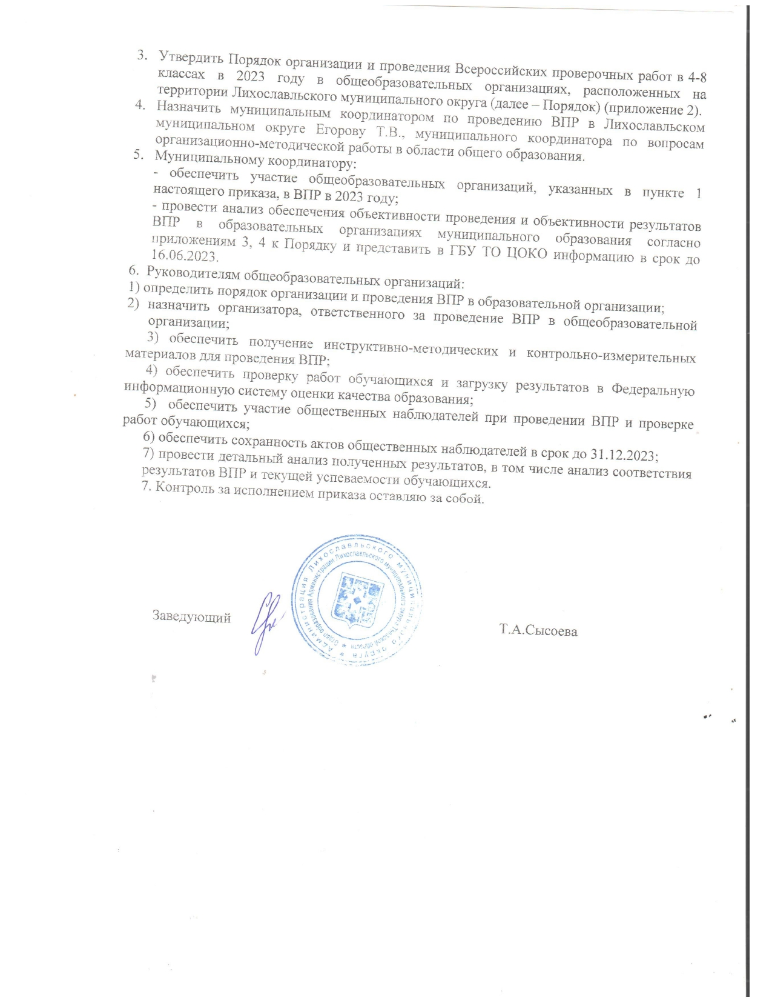 3. Утвердить Порядок организации и проведения Всероссийских проверочных работ в 4-8
классах в 2023 году в общеобразовательных организациях, расположенных на
территории Лихославльского муниципального округа (далее – Порядок) (приложение 2).
4. Назначить муниципальным координатором по проведению ВПР в Лихославльском
муниципальном округе Егорову Т.В., муниципального координатора по вопросам
организационно-методической работы в области общего образования.
5. Муниципальному координатору:
- обеспечить участие общеобразовательных организаций, указанных в пункте 1
настоящего приказа, в ВПР в 2023 году;
- провести анализ обеспечения объективности проведения и объективности результатов
ВПР в образовательных организациях муниципального образования согласно
приложениям 3, 4 к Порядку и представить в ГБУ ТО ЦОКО информацию в срок до
16.06.2023.
6. Руководителям общеобразовательных организаций:
1) определить порядок организации и проведения ВПР в образовательной организации;
2) назначить организатора, ответственного за проведение ВПР в общеобразовательной
организации;
3) обеспечить получение инструктивно-методических и контрольно-измерительных
материалов для проведения ВПР;
4) обеспечить проверку работ обучающихся и загрузку результатов в Федеральную
информационную систему оценки качества образования;
5) обеспечить участие общественных наблюдателей при проведении ВПР и проверке
работ обучающихся;
6) обеспечить сохранность актов общественных наблюдателей в срок до 31.12.2023;
7) провести детальный анализ полученных результатов, в том числе анализ соответствия
результатов ВПР и текущей успеваемости обучающихся.
7. Контроль за исполнением приказа оставляю за собой.
Администрация Лихославльского муниципального округа *
Отдел образования Администрации Лихославльского муниципального округа Тверской области *
Заведующий
Т.А.Сысоева